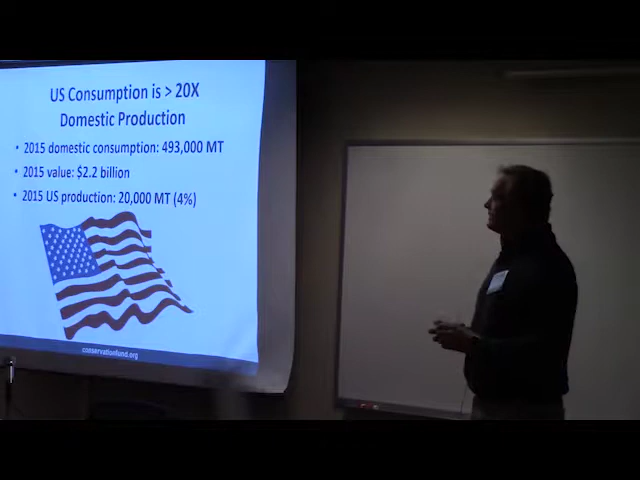 US Consumption is > 20X
Domestic Production
• 2015 domestic consumption: 493,000 MT
• 2015 value: $2.2 billion
• 2015 US production: 20,000 MT (4%)
conservationfund.org